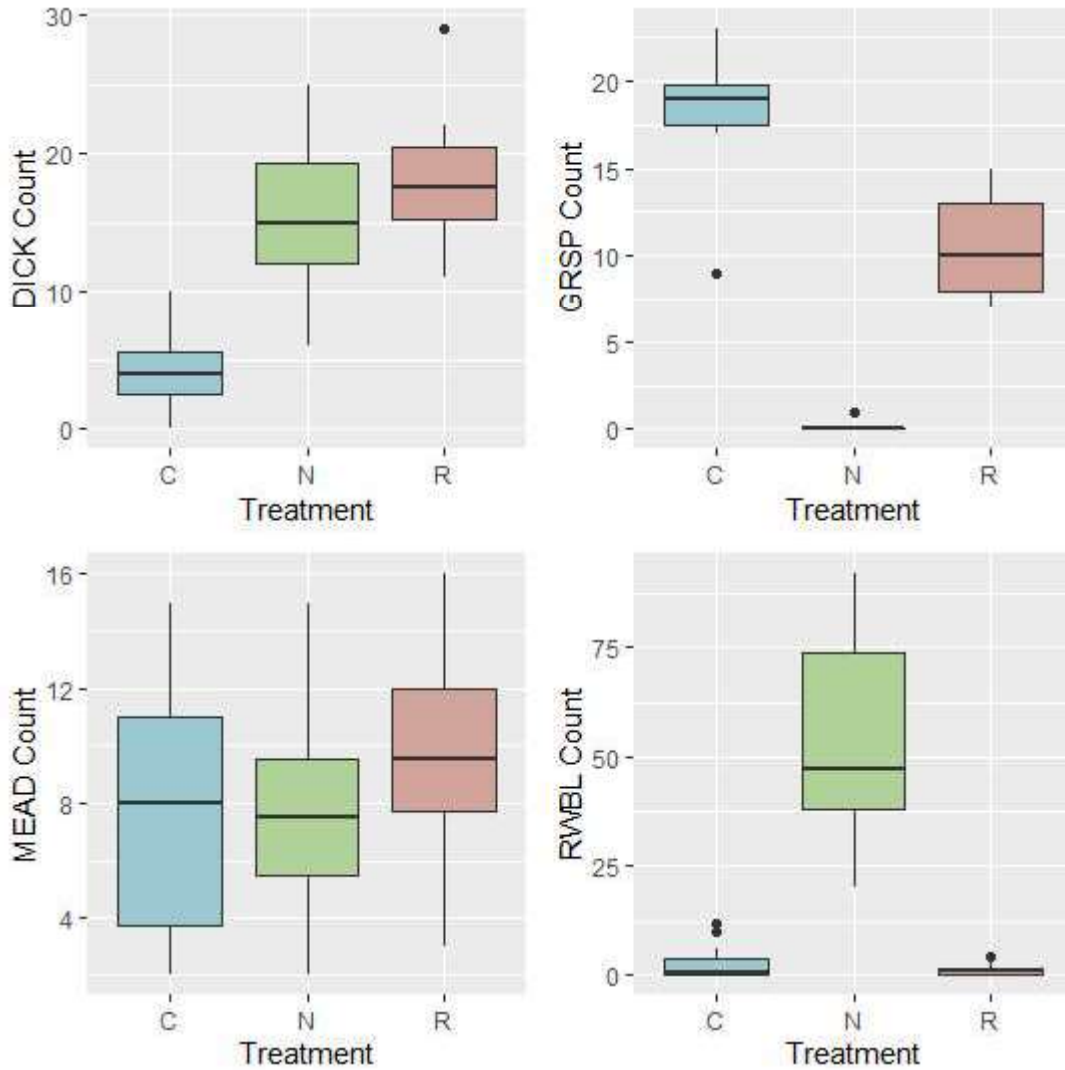 DICK Count
30
20
10
0
C N R
Treatment
GRSP Count
20
15
10
5
0
C N R
Treatment
MEAD Count
16
12
8
4
C N R
Treatment
RWBL Count
75
50
25
0
C N R
Treatment